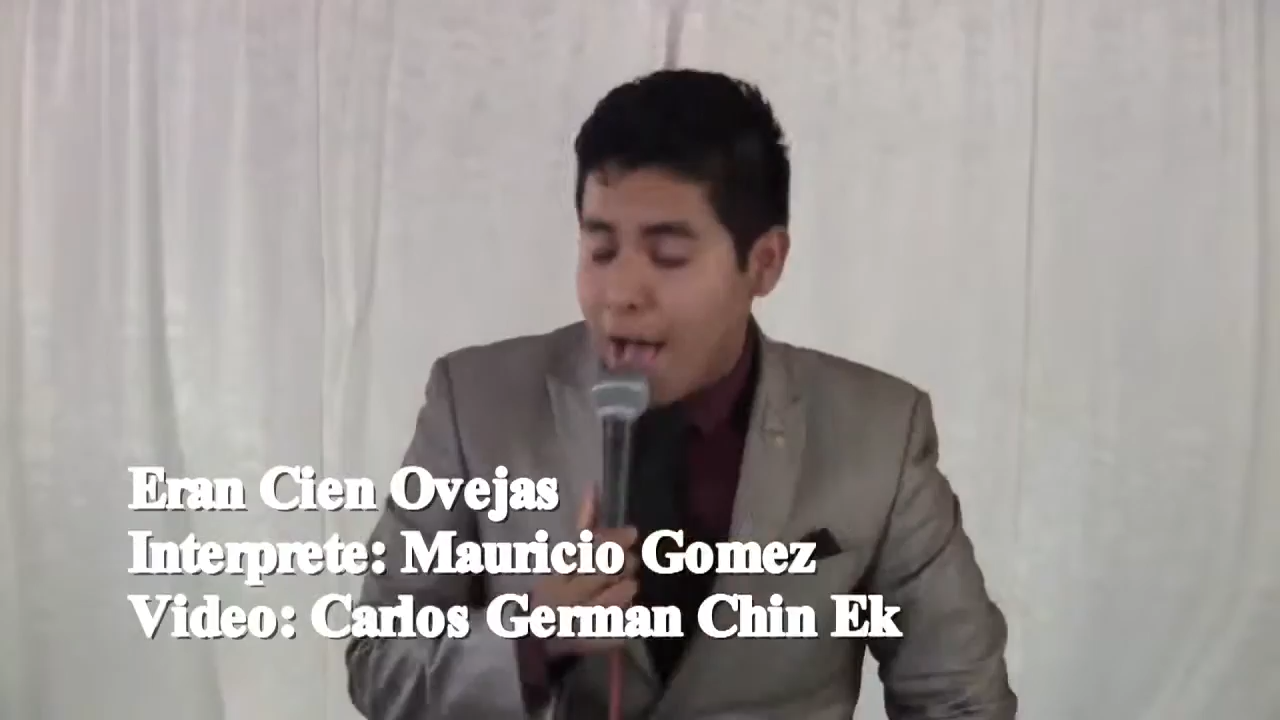 Eran Cien Ovejas
Interprete: Mauricio Gomez
Video: Carlos German Chin Ek